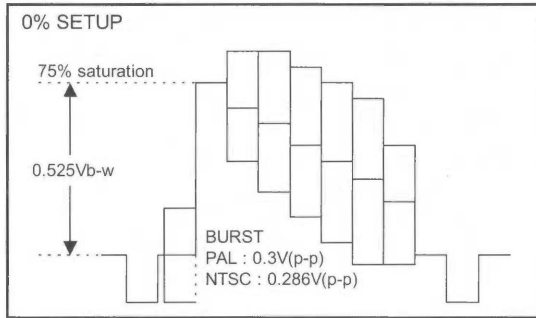 0% SETUP
75% saturation
0.525Vb-w
BURST
PAL : 0.3V(p-p)
NTSC : 0.286V(p-p)